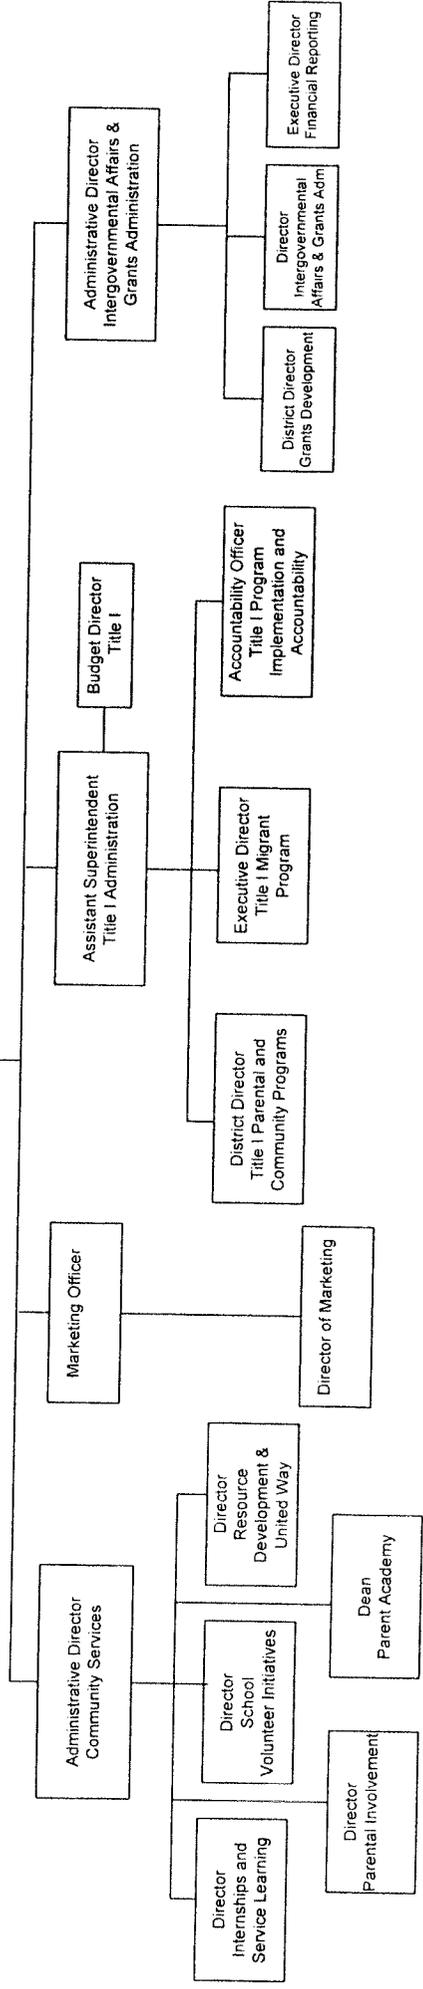 Administrative Director
Community Services
Marketing Officer
Assistant Superintendent
Title I Administration
Budget Director
Title I
Administrative Director
Intergovernmental Affairs &
Grants Administration
Director
Internships and
Service Learning
Director
School
Volunteer Initiatives
Director
Resource
Development &
United Way
Director
Parental Involvement
Dean
Parent Academy
Director of Marketing
District Director
Title I Parental and
Community Programs
Executive Director
Title I Migrant
Program
Accountability Officer
Title I Program
Implementation and
Accountability
District Director
Grants Development
Director
Intergovernmental
Affairs & Grants Adm
Executive Director
Financial Reporting